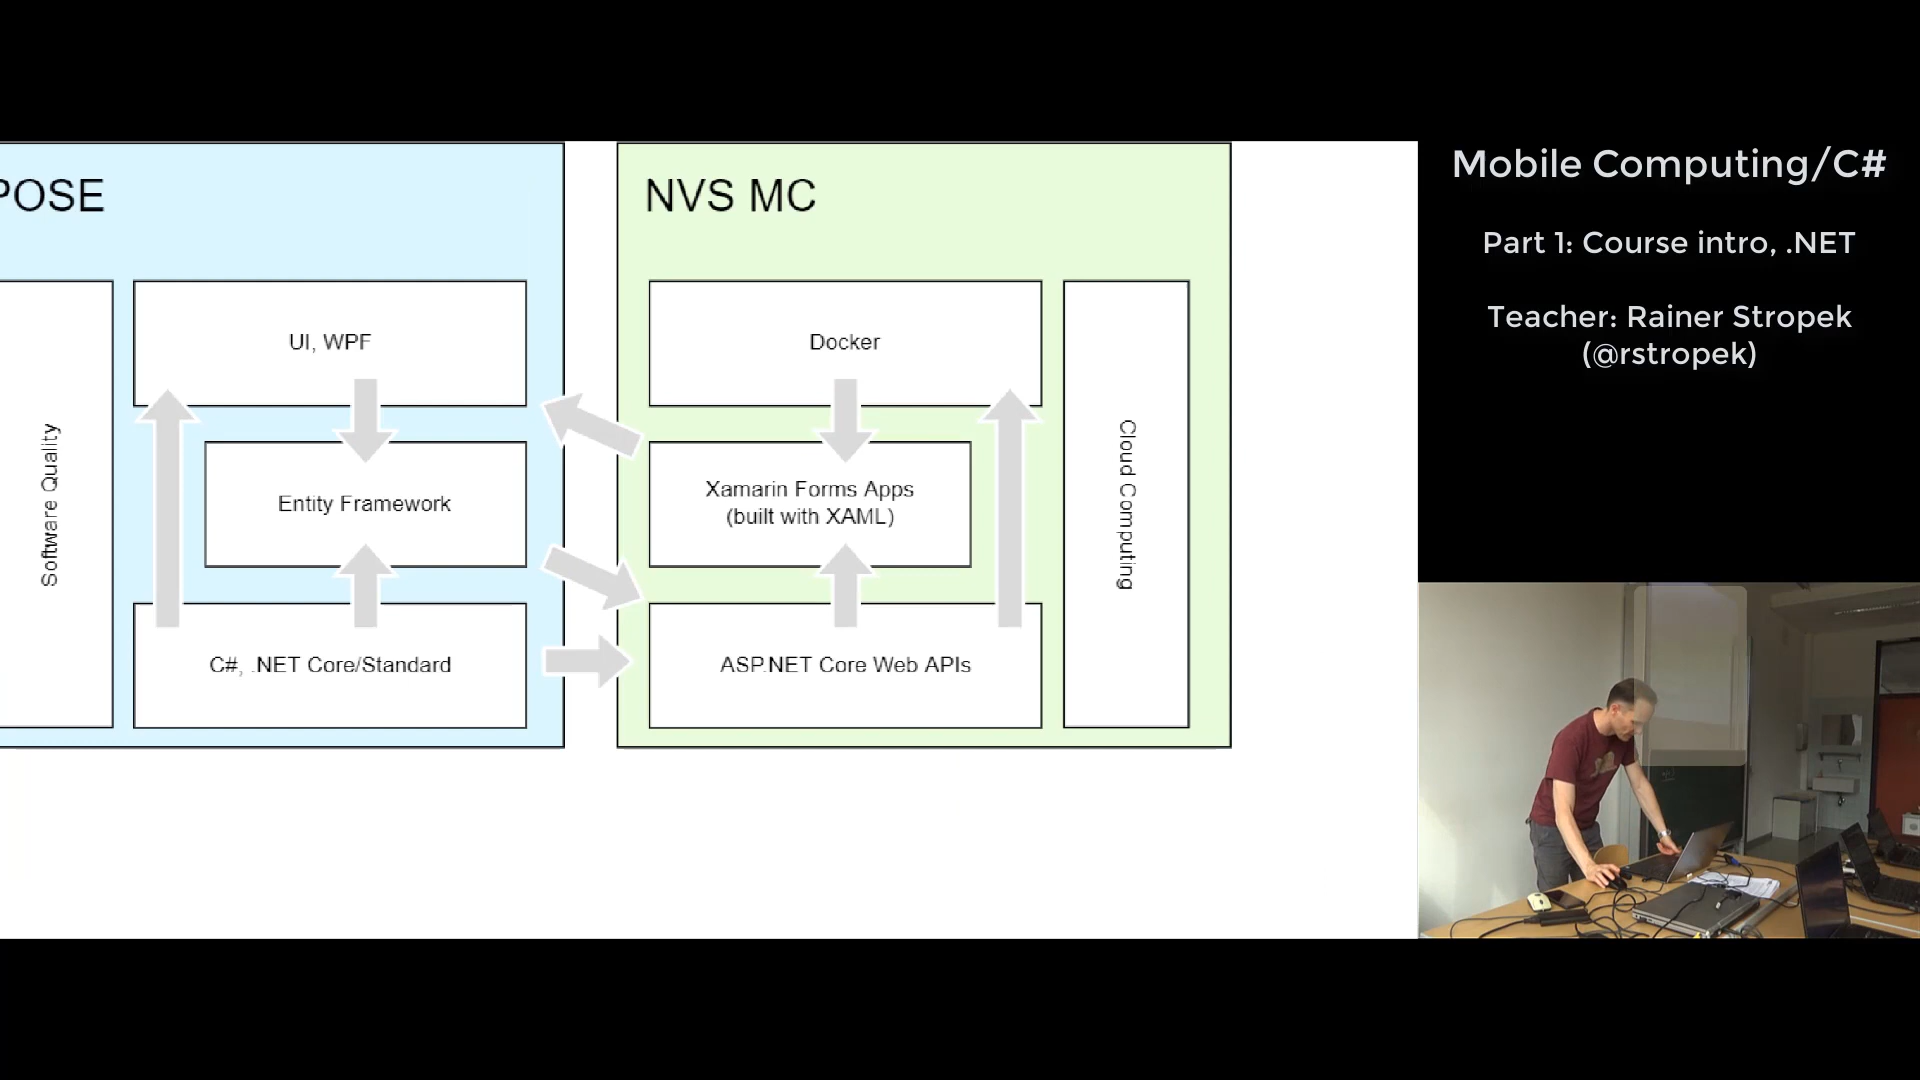 POSE
Software Quality
UI, WPF
Entity Framework
C#, .NET Core/Standard
NVS MC
Docker
Xamarin Forms Apps
(built with XAML)
ASP.NET Core Web APIs
Cloud Computing
Mobile Computing/C#
Part 1: Course intro, .NET
Teacher: Rainer Stropek
(@rstropek)